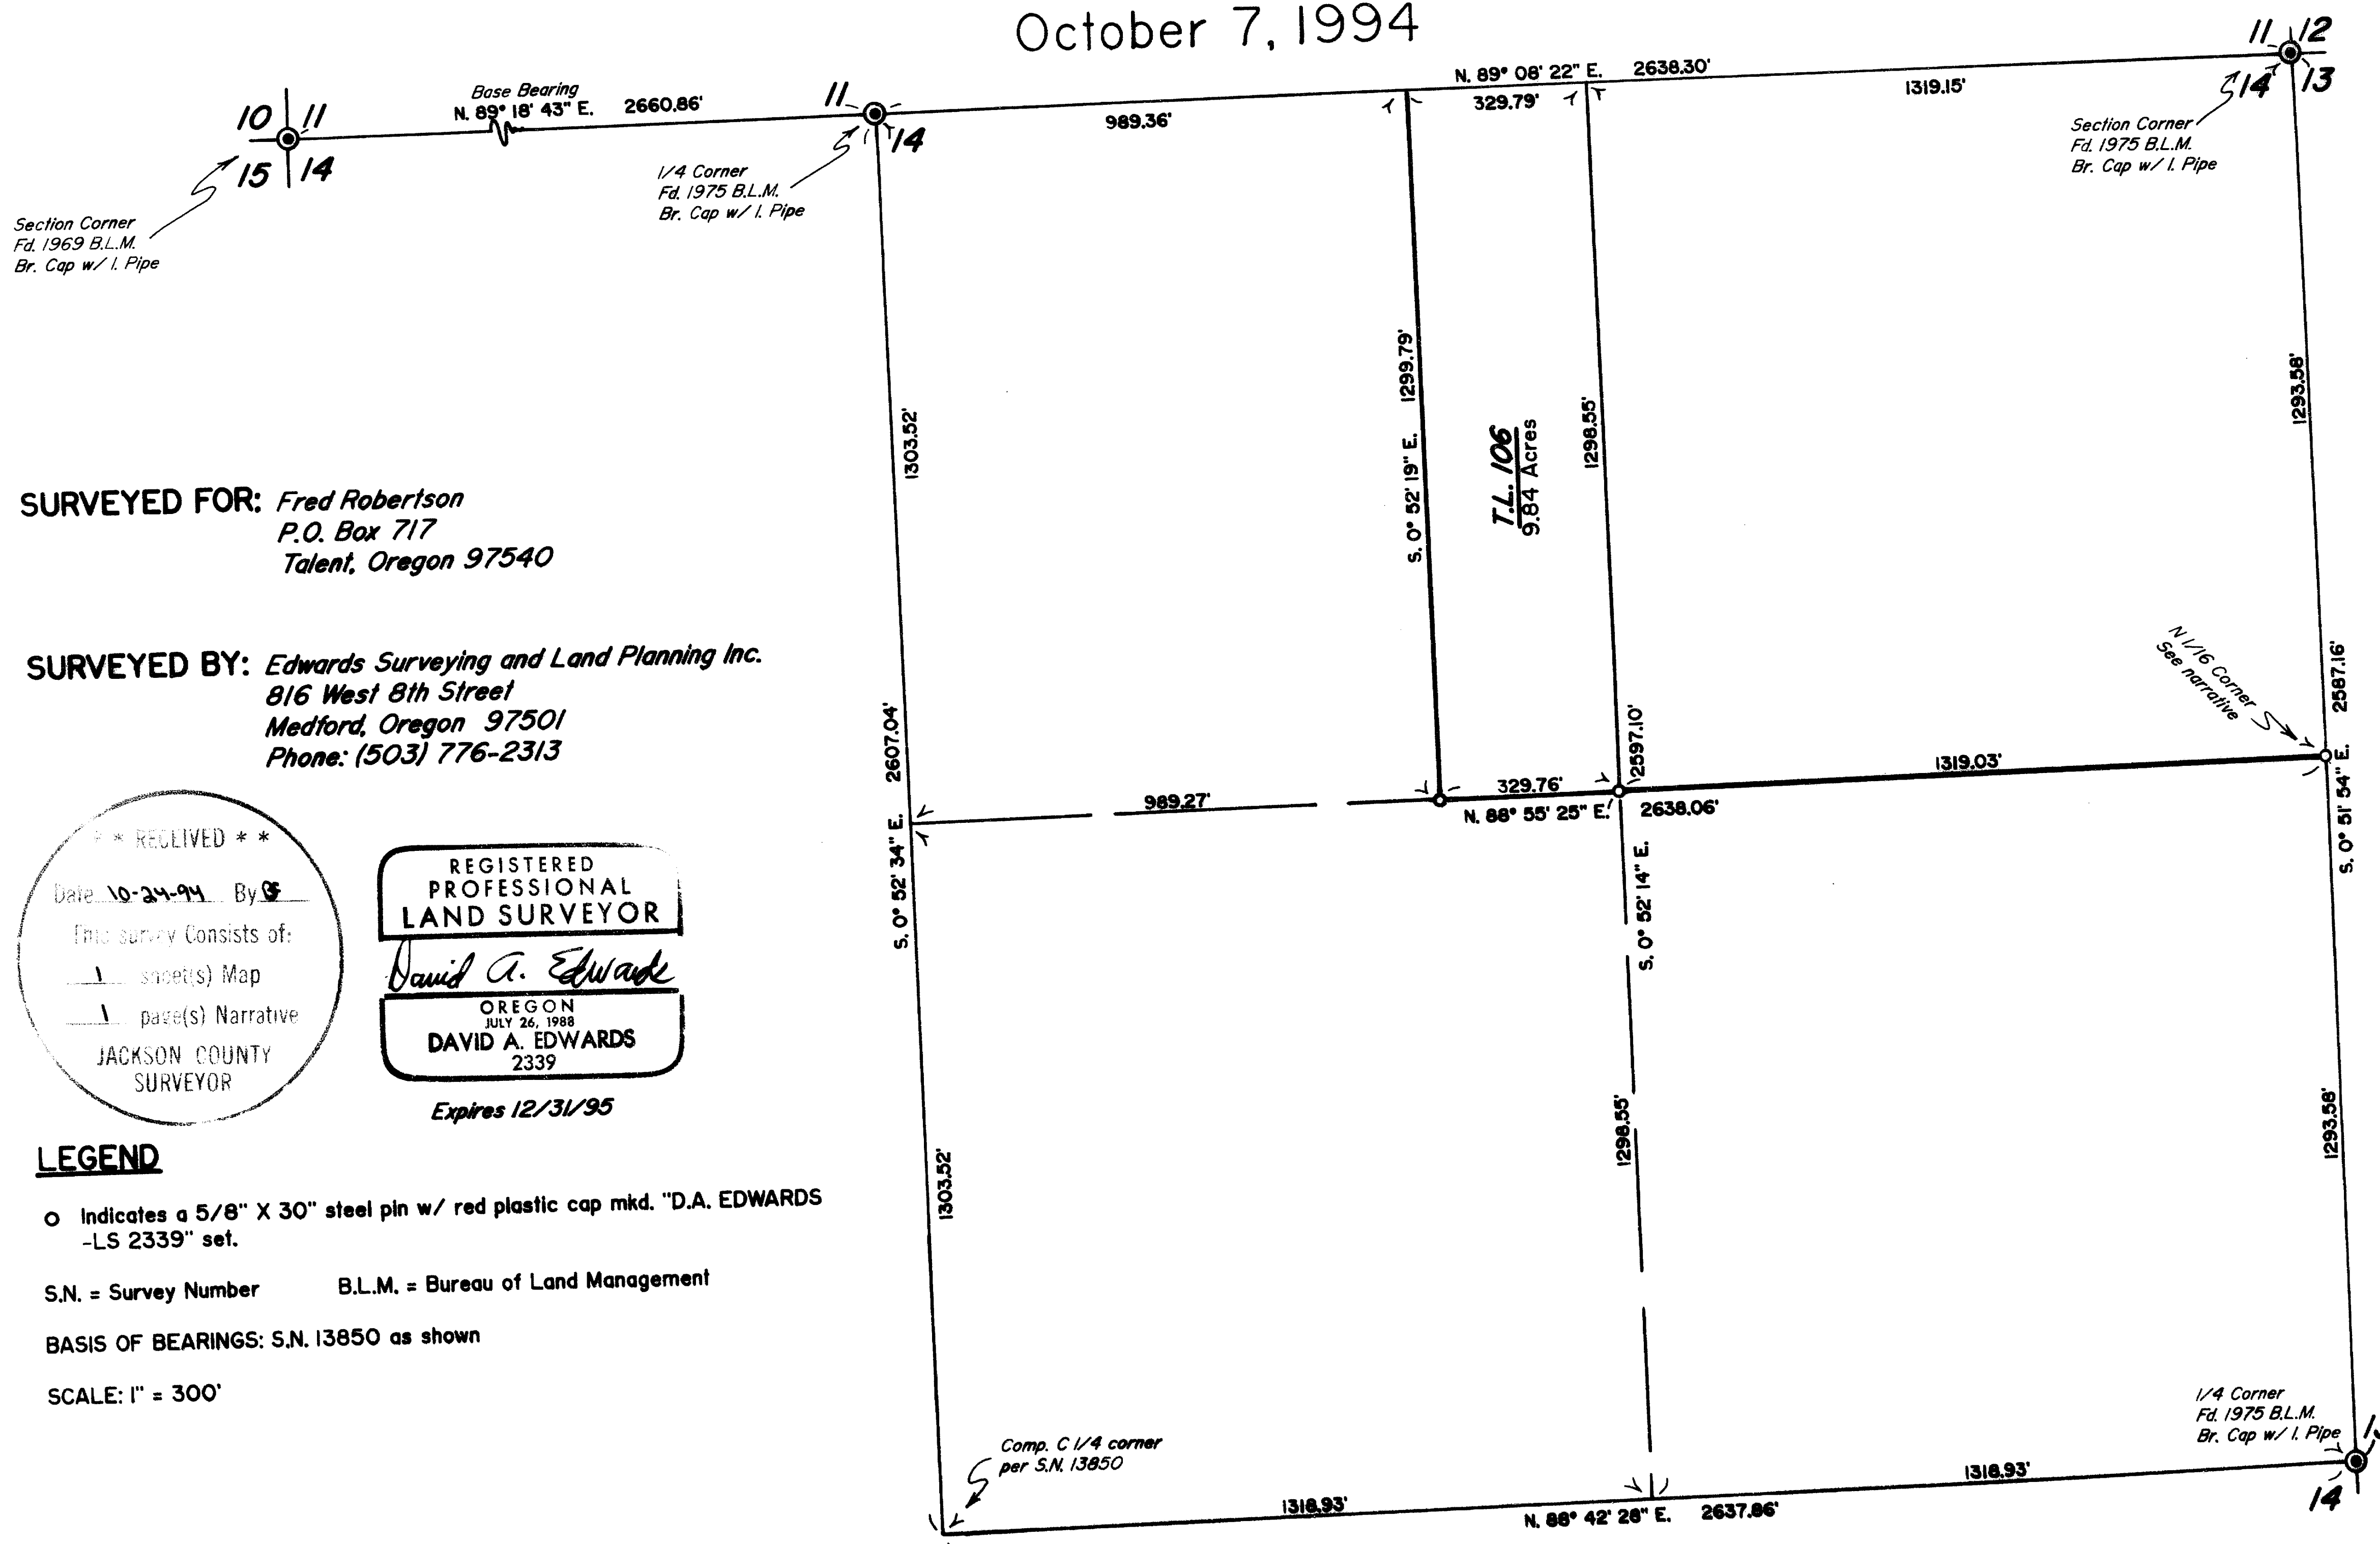 October 7, 1994
10 11
15 14
Base Bearing
N. 89° 18' 43" E. 2660.86'
11
14
N. 89° 08' 22" E. 2638.30'
989.36'
329.79'
1319.15'
11 12
14 13
Section Corner
Fd. 1969 B.L.M.
Br. Cap w/ I. Pipe
1/4 Corner
Fd. 1975 B.L.M.
Br. Cap w/ I. Pipe
Section Corner
Fd. 1975 B.L.M.
Br. Cap w/ I. Pipe
1303.52'
S. 0° 52' 19" E. 1299.79'
T.L. 106
9.84 Acres
1298.55'
1293.58'
SURVEYED FOR: Fred Robertson
P.O. Box 717
Talent, Oregon 97540
SURVEYED BY: Edwards Surveying and Land Planning Inc.
816 West 8th Street
Medford, Oregon 97501
Phone: (503) 776-2313
N 1/16 Corner
See narrative
S. 0° 52' 34" E. 2607.04'
989.27'
329.76'
N. 88° 55' 25" E. 2638.06'
2597.10'
1319.03'
S. 0° 51' 54" E. 2587.16'
S. 0° 52' 14" E.
* * RECEIVED * *
Date 10-24-94 By
This survey Consists of:
1 sheet(s) Map
1 page(s) Narrative
JACKSON COUNTY
SURVEYOR
REGISTERED
PROFESSIONAL
LAND SURVEYOR
David A. Edwards
OREGON
JULY 26, 1988
DAVID A. EDWARDS
2339
Expires 12/31/95
LEGEND
o Indicates a 5/8" X 30" steel pin w/ red plastic cap mkd. "D.A. EDWARDS
-LS 2339" set.
S.N. = Survey Number B.L.M. = Bureau of Land Management
BASIS OF BEARINGS: S.N. 13850 as shown
SCALE: 1" = 300'
1303.52'
1298.55'
1293.58'
Comp. C 1/4 corner
per S.N. 13850
1318.93'
N. 88° 42' 28" E. 2637.86'
1318.93'
1/4 Corner
Fd. 1975 B.L.M.
Br. Cap w/ I. Pipe
14